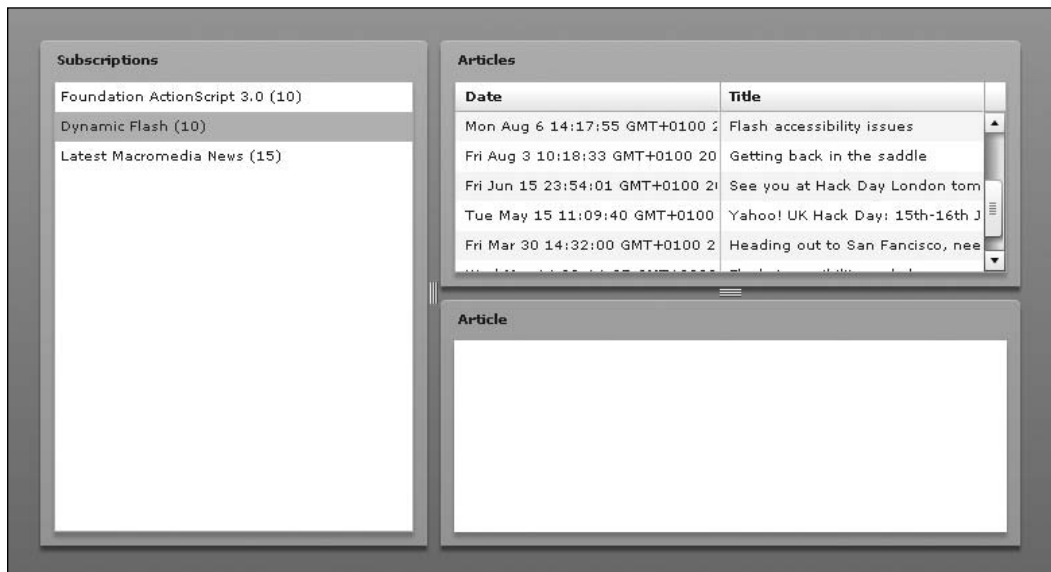 Subscriptions
Foundation ActionScript 3.0 (10)
Dynamic Flash (10)
Latest Macromedia News (15)
Articles
Date Title
Mon Aug 6 14:17:55 GMT+0100 2 Flash accessibility issues
Fri Aug 3 10:18:33 GMT+0100 20 Getting back in the saddle
Fri Jun 15 23:54:01 GMT+0100 2 See you at Hack Day London tom
Tue May 15 11:09:40 GMT+0100 Yahoo! UK Hack Day: 15th-16th J
Fri Mar 30 14:32:00 GMT+0100 2 Heading out to San Fancisco, nee
Article